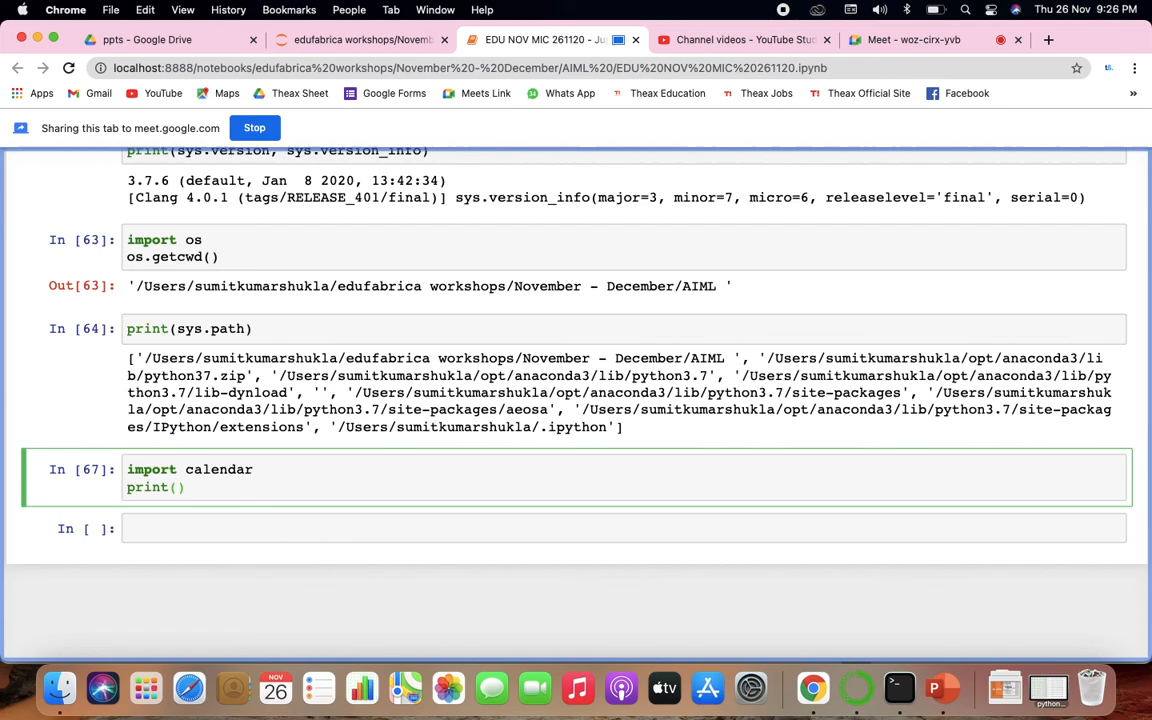 Chrome File Edit View History Bookmarks People Tab Window Help Thu 26 Nov 9:26 PM
ppts - Google Drive edufabrica workshops/Novemb EDU NOV MIC 261120 - Ju Channel videos - YouTube Stud Meet - woz-cirx-yvb
localhost:8888/notebooks/edufabrica%20workshops/November%20-%20December/AIML%20/EDU%20NOV%20MIC%20261120.ipynb
Apps Gmail YouTube Maps Theax Sheet Google Forms Meets Link Whats App Theax Education Theax Jobs Theax Official Site Facebook »
Sharing this tab to meet.google.com Stop
print(sys.version, sys.version_info)
3.7.6 (default, Jan  8 2020, 13:42:34)
[Clang 4.0.1 (tags/RELEASE_401/final)] sys.version_info(major=3, minor=7, micro=6, releaselevel='final', serial=0)
In [63]: import os
os.getcwd()
Out[63]: '/Users/sumitkumarshukla/edufabrica workshops/November - December/AIML '
In [64]: print(sys.path)
['/Users/sumitkumarshukla/edufabrica workshops/November - December/AIML ', '/Users/sumitkumarshukla/opt/anaconda3/li
b/python37.zip', '/Users/sumitkumarshukla/opt/anaconda3/lib/python3.7', '/Users/sumitkumarshukla/opt/anaconda3/lib/py
thon3.7/lib-dynload', '', '/Users/sumitkumarshukla/opt/anaconda3/lib/python3.7/site-packages', '/Users/sumitkumarshuk
la/opt/anaconda3/lib/python3.7/site-packages/aeosa', '/Users/sumitkumarshukla/opt/anaconda3/lib/python3.7/site-packag
es/IPython/extensions', '/Users/sumitkumarshukla/.ipython']
In [67]: import calendar
print()
In [ ]:
NOV
26
tv
python...